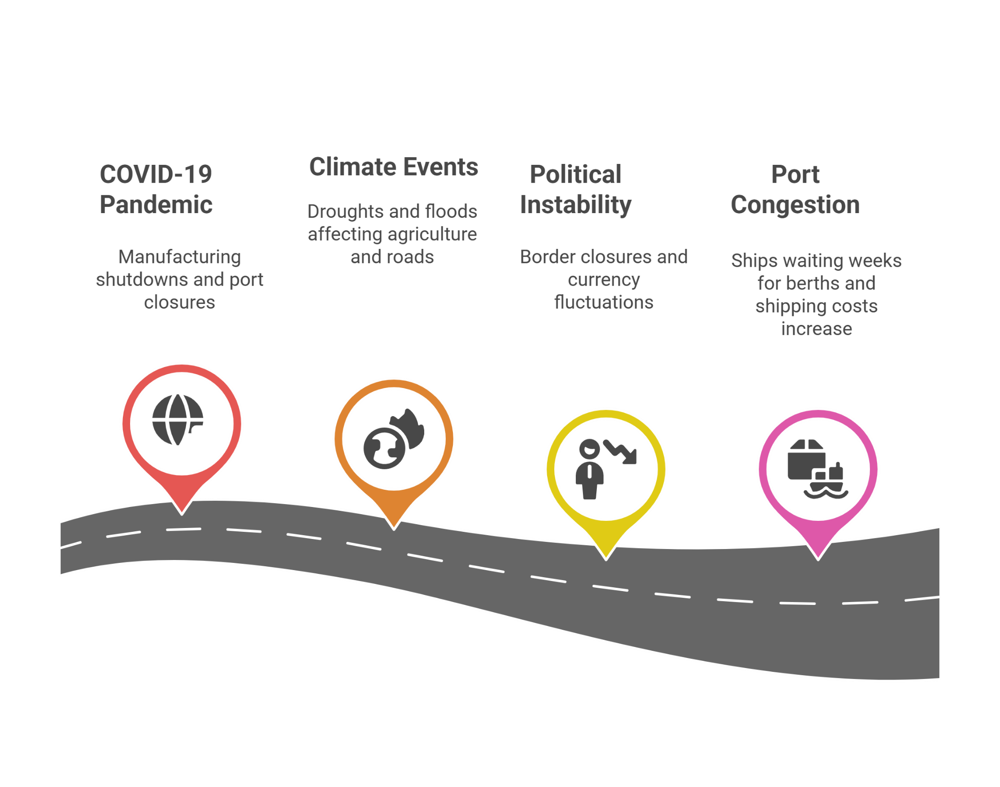 COVID-19
Pandemic
Manufacturing
shutdowns and port
closures
Climate Events
Droughts and floods
affecting agriculture
and roads
Political
Instability
Border closures and
currency
fluctuations
Port
Congestion
Ships waiting weeks
for berths and
shipping costs
increase